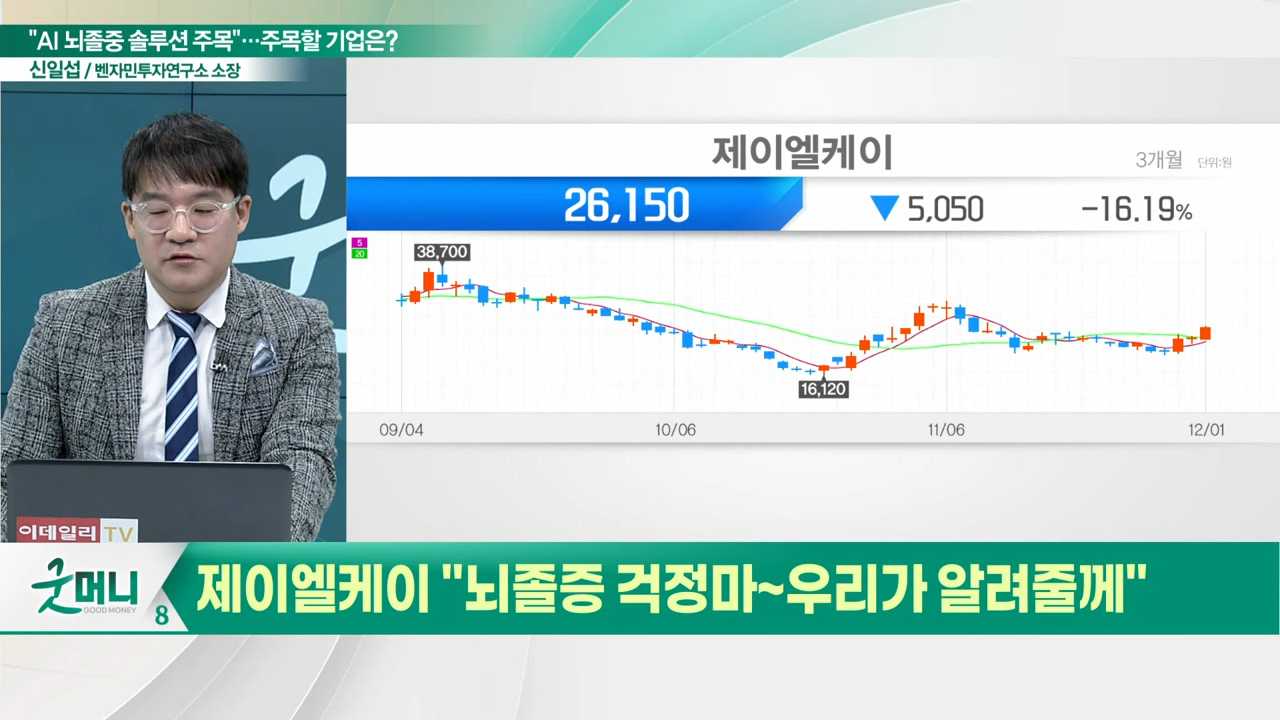 "AI 뇌졸중 솔루션 주목"…주목할 기업은?
신일섭 / 벤자민투자연구소 소장
제이엘케이
3개월 단위:원
26,150 ▼ 5,050 -16.19%
5
20
38,700
16,120
09/04 10/06 11/06 12/01
이데일리 TV
굿머니
GOOD MONEY
8
제이엘케이 "뇌졸증 걱정마~우리가 알려줄께"